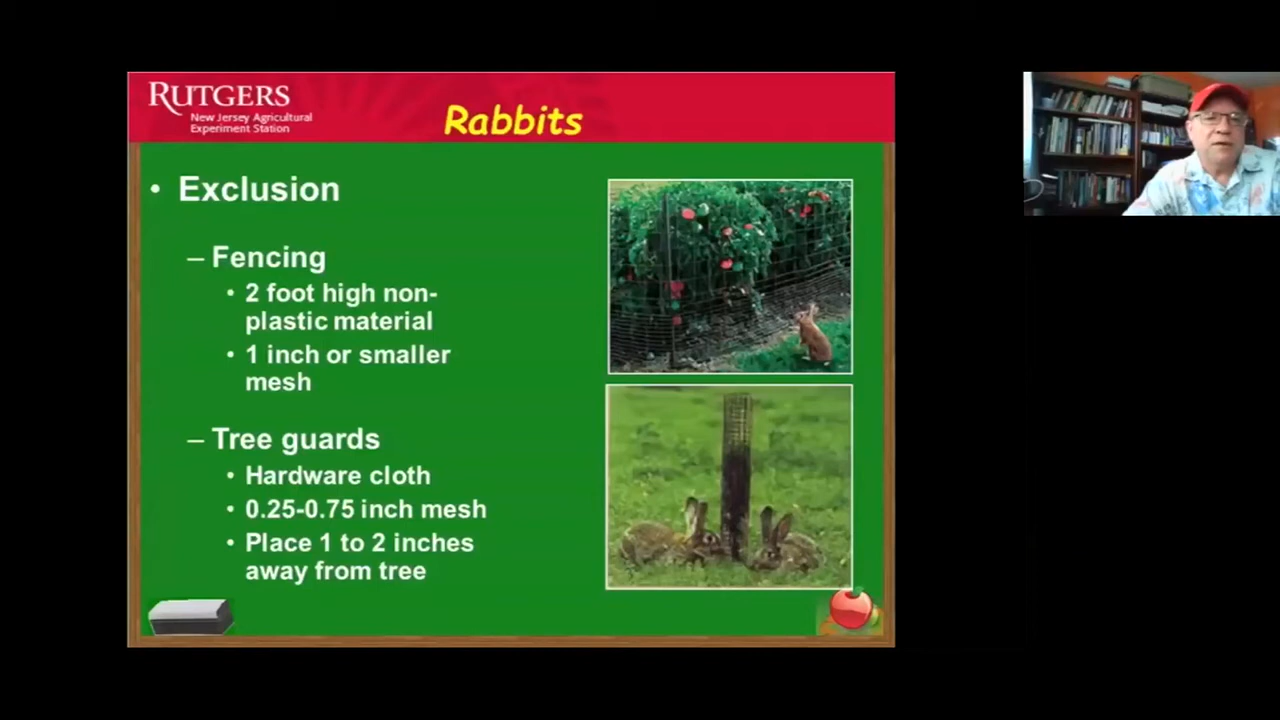 RUTGERS
New Jersey Agricultural
Experiment Station
Rabbits
• Exclusion
– Fencing
• 2 foot high non-
plastic material
• 1 inch or smaller
mesh
– Tree guards
• Hardware cloth
• 0.25-0.75 inch mesh
• Place 1 to 2 inches
away from tree